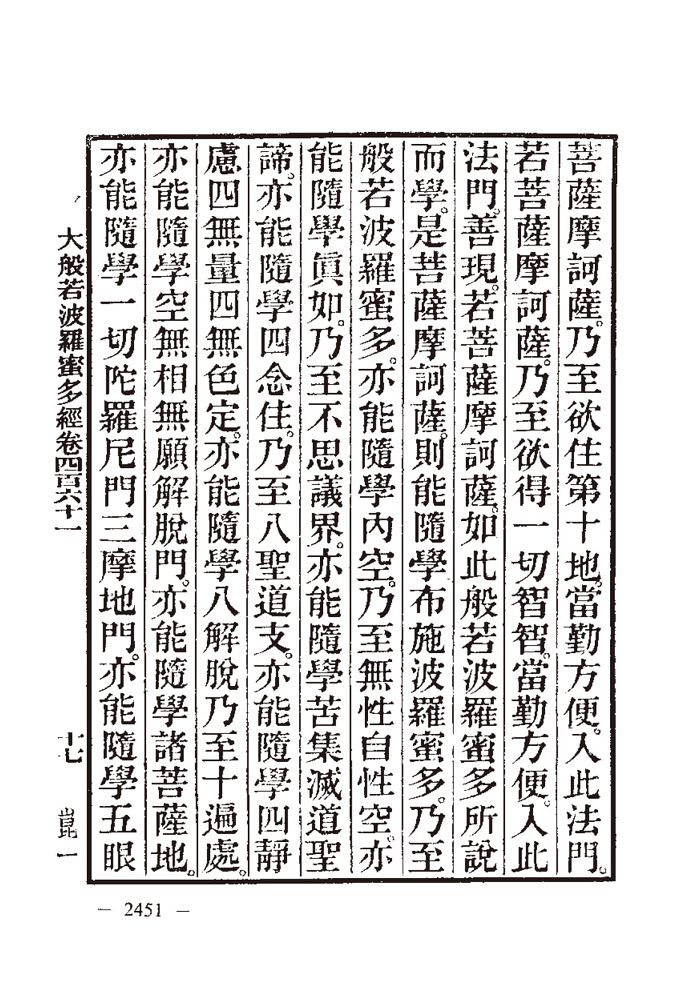 菩薩摩訶薩。乃至欲住第十地。當勤方便。入此法門。
若菩薩摩訶薩。乃至欲得一切智智。當勤方便。入此
法門。善現。若菩薩摩訶薩。如此般若波羅蜜多所說
而學。是菩薩摩訶薩。則能隨學布施波羅蜜多。乃至
般若波羅蜜多。亦能隨學內空。乃至無性自性空。亦
能隨學眞如。乃至不思議界。亦能隨學苦集滅道聖
諦。亦能隨學四念住。乃至八聖道支。亦能隨學四靜
慮四無量四無色定。亦能隨學八解脫乃至十遍處。
亦能隨學空無相無願解脫門。亦能隨學諸菩薩地。
亦能隨學一切陀羅尼門三摩地門。亦能隨學五眼
大般若波羅蜜多經卷四百六十一 十七 崑一
— 2451 —